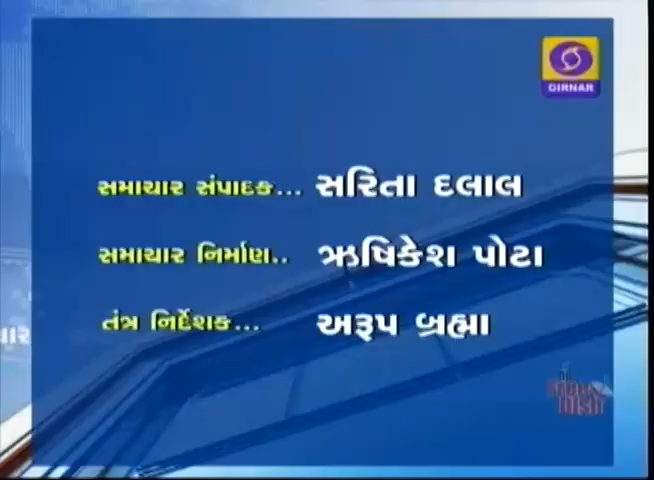 GIRNAR
સમાચાર સંપાદક... સરિતા દલાલ
સમાચાર નિર્માણ.. ઋષિકેશ પોટા
તંત્ર નિર્દેશક... અરૂપ બ્રહ્મા